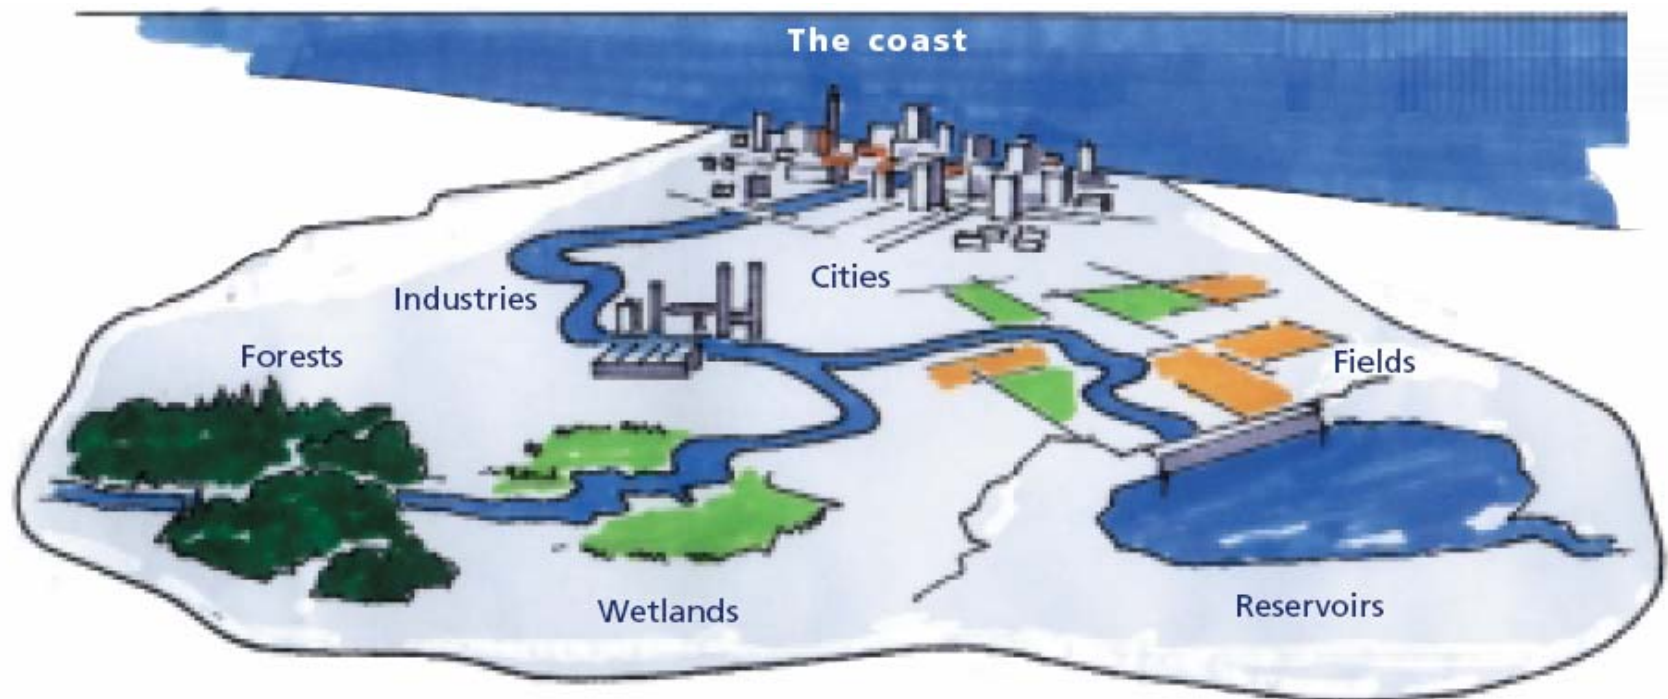 The coast
Cities
Industries
Forests
Fields
Wetlands
Reservoirs